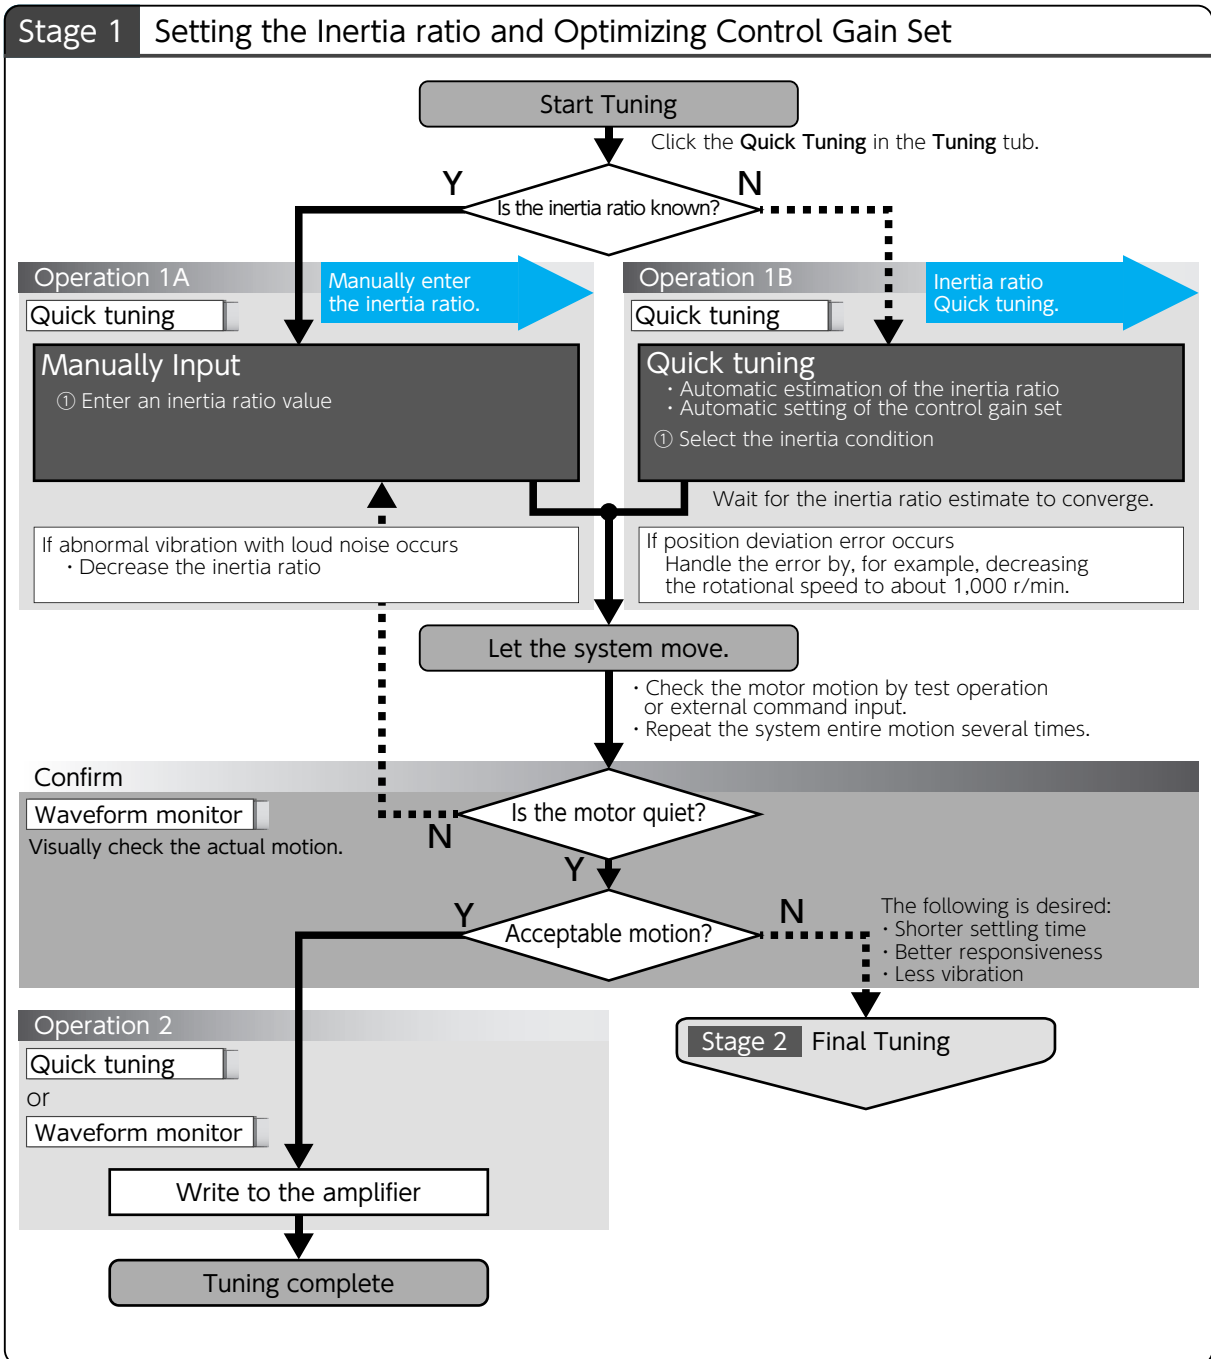 Stage 1 Setting the Inertia ratio and Optimizing Control Gain Set
Start Tuning
Click the Quick Tuning in the Tuning tub.
Y
N
Is the inertia ratio known?
Operation 1A
Manually enter
the inertia ratio.
Quick tuning
Manually Input
① Enter an inertia ratio value
If abnormal vibration with loud noise occurs
・Decrease the inertia ratio
Operation 1B
Inertia ratio
Quick tuning.
Quick tuning
Quick tuning
・Automatic estimation of the inertia ratio
・Automatic setting of the control gain set
① Select the inertia condition
Wait for the inertia ratio estimate to converge.
If position deviation error occurs
Handle the error by, for example, decreasing
the rotational speed to about 1,000 r/min.
Let the system move.
・Check the motor motion by test operation
or external command input.
・Repeat the system entire motion several times.
Confirm
Waveform monitor
Visually check the actual motion.
Is the motor quiet?
N
Y
Acceptable motion?
Y
N
The following is desired:
・Shorter settling time
・Better responsiveness
・Less vibration
Operation 2
Quick tuning
or
Waveform monitor
Write to the amplifier
Tuning complete
Stage 2 Final Tuning